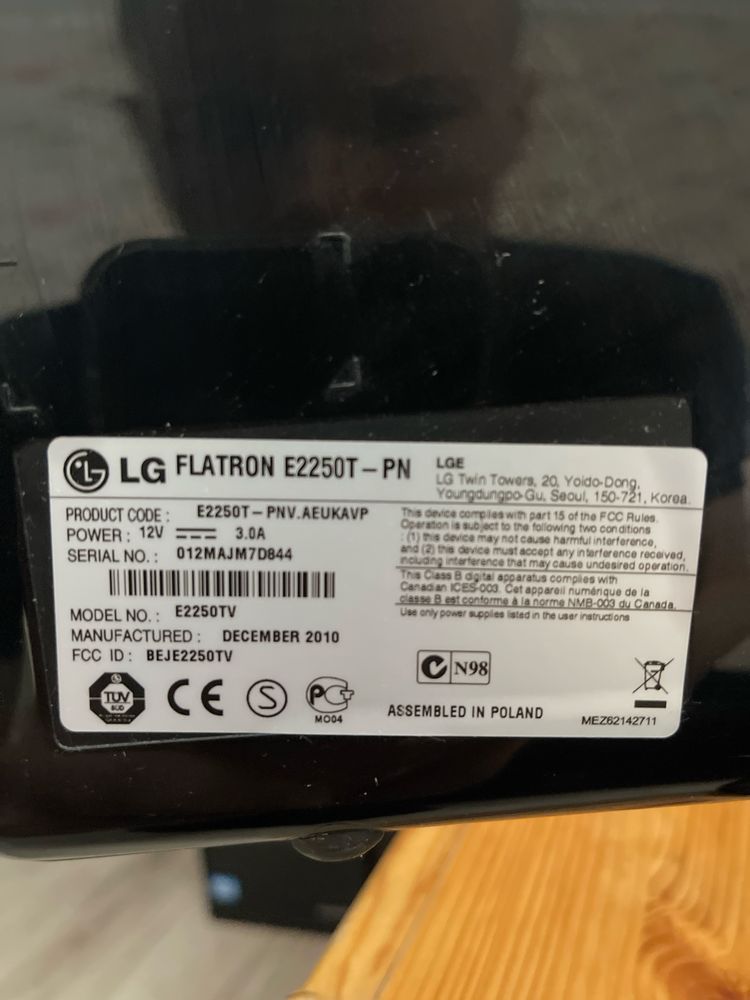 LG FLATRON E2250T-PN
LGE
LG Twin Towers, 20, Yoido-Dong,
Youngdungpo-Gu, Seoul, 150-721, Korea.
PRODUCT CODE : E2250T-PNV.AEUKAVP
POWER : 12V 3.0A
SERIAL NO. : 012MAJM7D844
MODEL NO. : E2250TV
MANUFACTURED : DECEMBER 2010
FCC ID : BEJE2250TV
This device complies with part 15 of the FCC Rules.
Operation is subject to the following two conditions
: (1) this device may not cause harmful interference,
and (2) this device must accept any interference received,
including interference that may cause undesired operation.
This Class B digital apparatus complies with
Canadian ICES-003. Cet appareil numérique de la
classe B est conforme à la norme NMB-003 du Canada.
Use only power supplies listed in the user instructions
N98
TUV
SUD
CE
S
PCT
MO04
ASSEMBLED IN POLAND
MEZ62142711